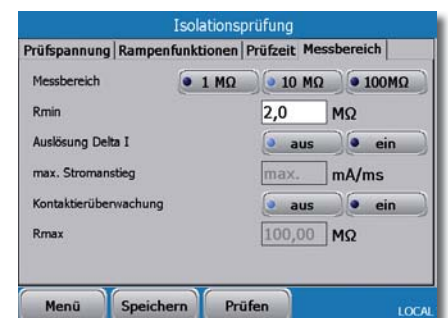 Isolationsprüfung
Prüfspannung Rampenfunktionen Prüfzeit Messbereich
Messbereich 1 MΩ 10 MΩ 100MΩ
Rmin 2,0 MΩ
Auslösung Delta I aus ein
max. Stromanstieg max. mA/ms
Kontaktierüberwachung aus ein
Rmax 100,00 MΩ
Menü Speichern Prüfen LOCAL